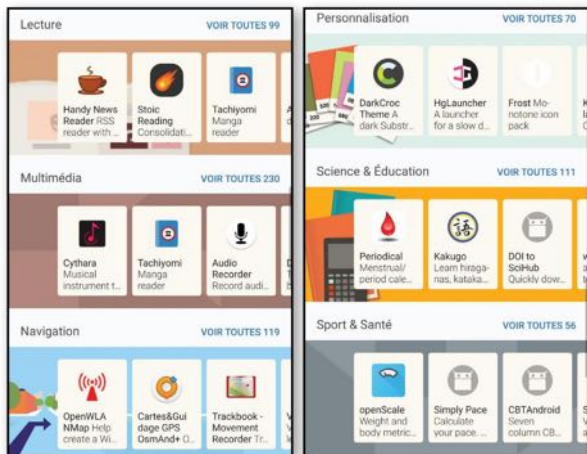 Lecture VOIR TOUTES 99
Handy News
Reader RSS
reader with ...
Stoic
Reading
Consolidati...
Tachiyomi
Manga
reader
Multimédia VOIR TOUTES 230
Cythara
Musical
instrument t...
Tachiyomi
Manga
reader
Audio
Recorder
Record audi...
Navigation VOIR TOUTES 119
OpenWLA
NMap Help
create a Wi...
Cartes&Gui
dage GPS
OsmAnd+ O...
Trackbook -
Movement
Recorder Tr...
Personnalisation VOIR TOUTES 70
DarkCroc
Theme A
dark Substr...
HgLauncher
A launcher
for a slow d...
Frost Mo-
notone icon
pack
Science & Éducation VOIR TOUTES 111
Periodical
Menstrual/
period cale...
語
Kakugo
Learn hiraga-
nas, kataka...
DOI to
SciHub
Quickly dow...
Sport & Santé VOIR TOUTES 56
openScale
Weight and
body metric...
Simply Pace
Calculate
your pace. ...
CBTAndroid
Seven
column CB...